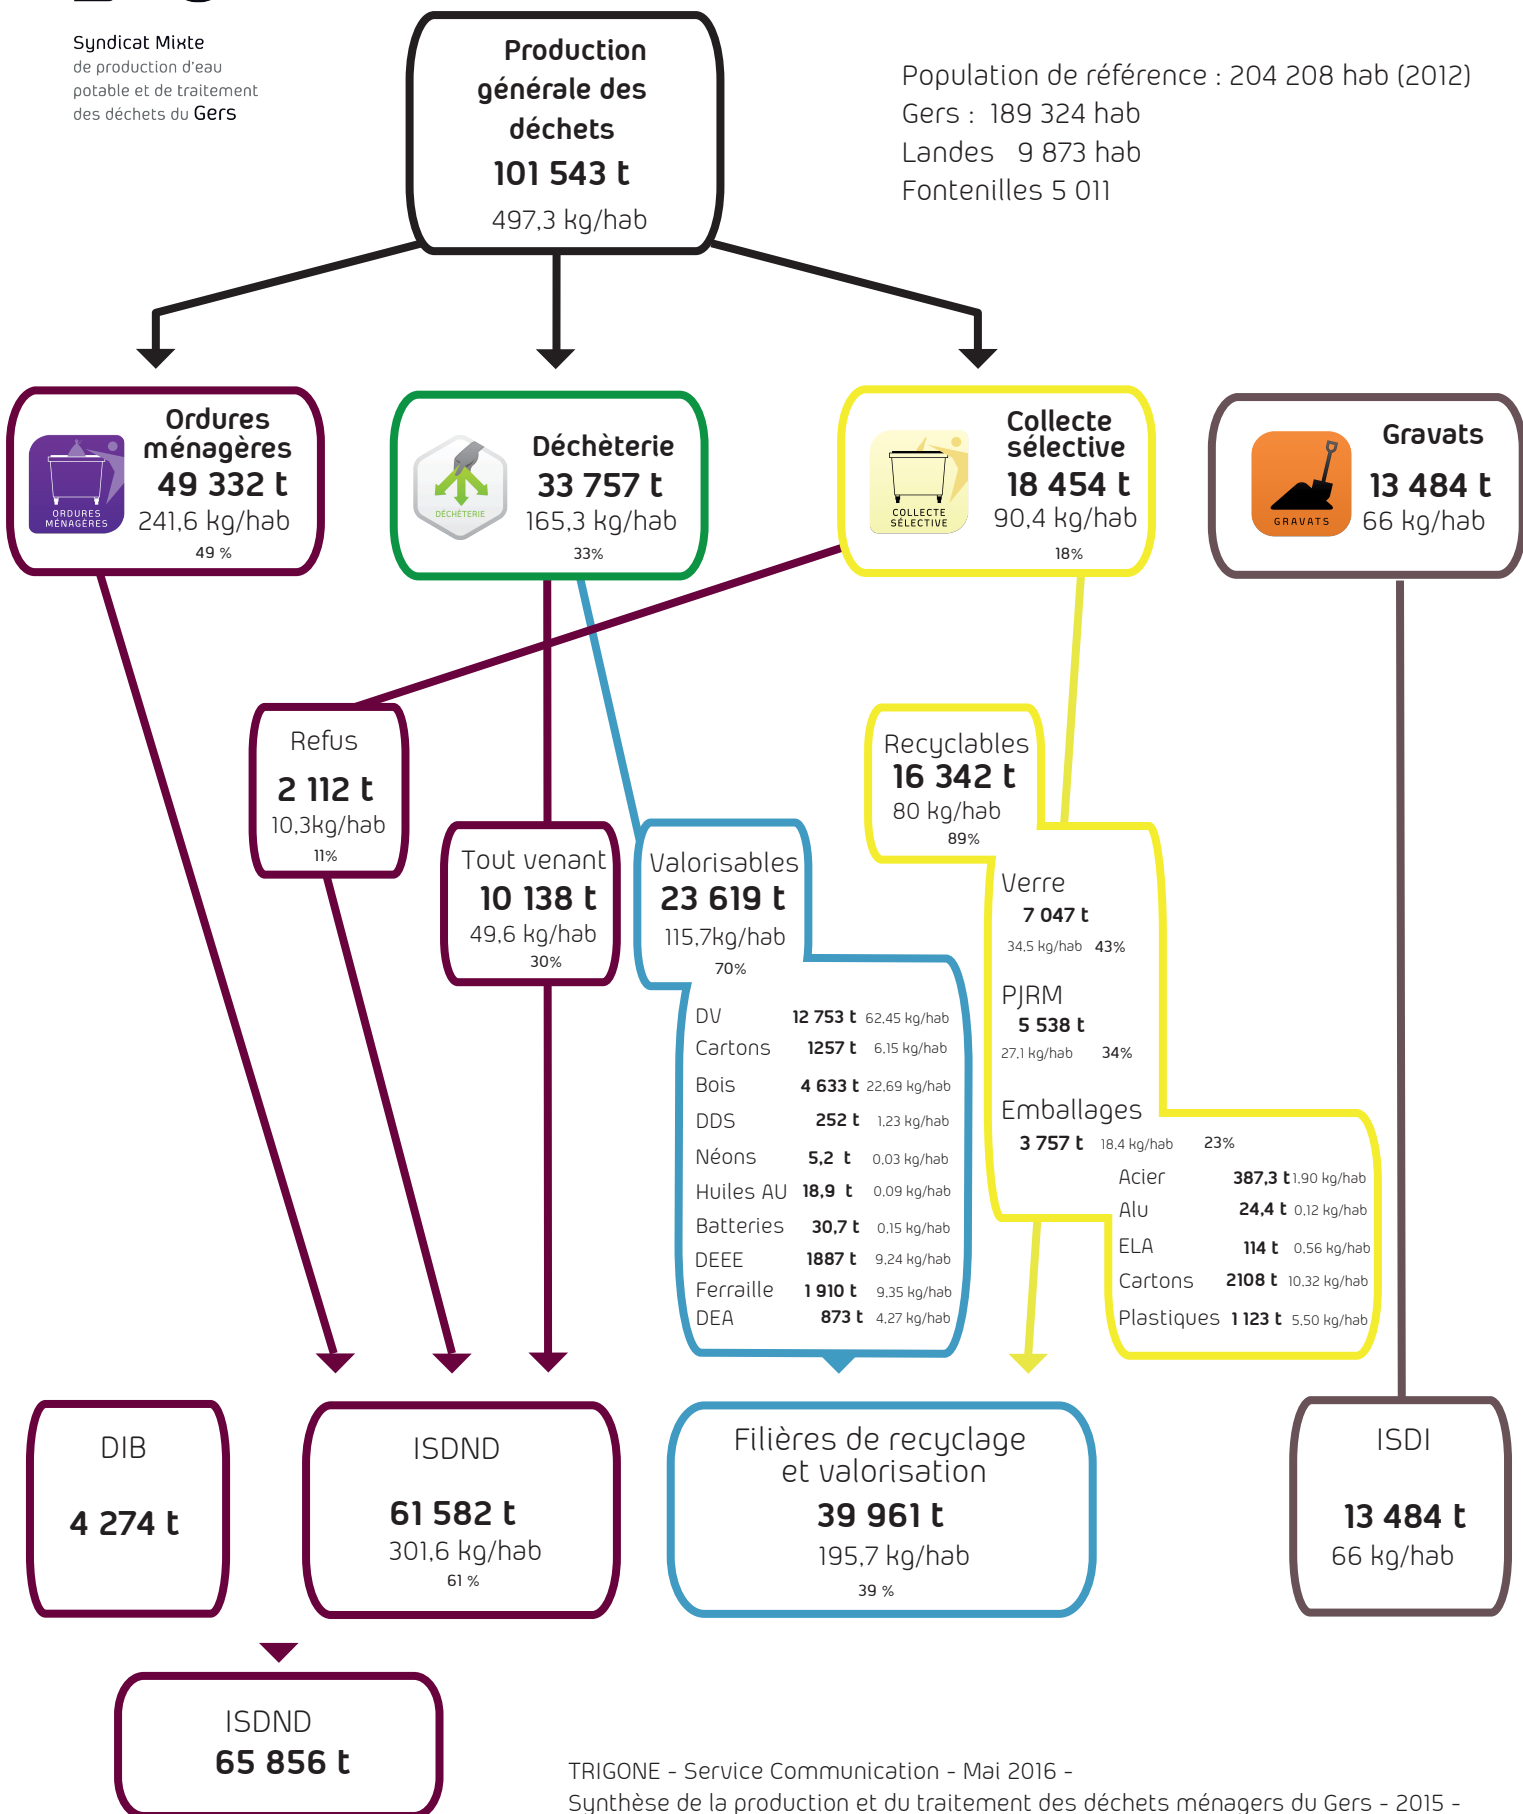 Syndicat Mixte
de production d'eau
potable et de traitement
des déchets du Gers
Production
générale des
déchets
101 543 t
497,3 kg/hab
Population de référence : 204 208 hab (2012)
Gers : 189 324 hab
Landes 9 873 hab
Fontenilles 5 011
ORDURES
MÉNAGÈRES
Ordures
ménagères
49 332 t
241,6 kg/hab
49 %
DÉCHÈTERIE
Déchèterie
33 757 t
165,3 kg/hab
33%
COLLECTE
SÉLECTIVE
Collecte
sélective
18 454 t
90,4 kg/hab
18%
GRAVATS
Gravats
13 484 t
66 kg/hab
Refus
2 112 t
10,3kg/hab
11%
Tout venant
10 138 t
49,6 kg/hab
30%
Valorisables
23 619 t
115,7kg/hab
70%
DV 12 753 t 62,45 kg/hab
Cartons 1257 t 6,15 kg/hab
Bois 4 633 t 22,69 kg/hab
DDS 252 t 1,23 kg/hab
Néons 5,2 t 0,03 kg/hab
Huiles AU 18,9 t 0,09 kg/hab
Batteries 30,7 t 0,15 kg/hab
DEEE 1887 t 9,24 kg/hab
Ferraille 1 910 t 9,35 kg/hab
DEA 873 t 4,27 kg/hab
Recyclables
16 342 t
80 kg/hab
89%
Verre
7 047 t
34,5 kg/hab 43%
PJRM
5 538 t
27,1 kg/hab 34%
Emballages
3 757 t 18,4 kg/hab 23%
Acier 387,3 t 1,90 kg/hab
Alu 24,4 t 0,12 kg/hab
ELA 114 t 0,56 kg/hab
Cartons 2108 t 10,32 kg/hab
Plastiques 1 123 t 5,50 kg/hab
DIB
4 274 t
ISDND
61 582 t
301,6 kg/hab
61 %
Filières de recyclage
et valorisation
39 961 t
195,7 kg/hab
39 %
ISDI
13 484 t
66 kg/hab
ISDND
65 856 t
TRIGONE - Service Communication - Mai 2016 -
Synthèse de la production et du traitement des déchets ménagers du Gers - 2015 -